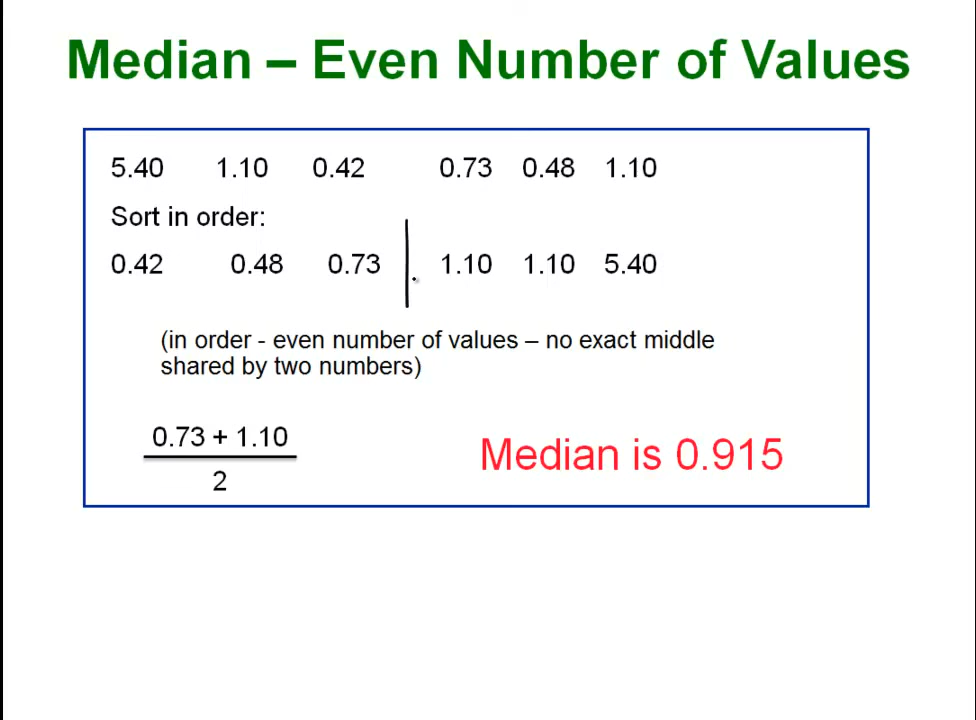 Median – Even Number of Values
5.40 1.10 0.42 0.73 0.48 1.10
Sort in order:
0.42 0.48 0.73 1.10 1.10 5.40
(in order - even number of values – no exact middle
shared by two numbers)
0.73 + 1.10
2
Median is 0.915